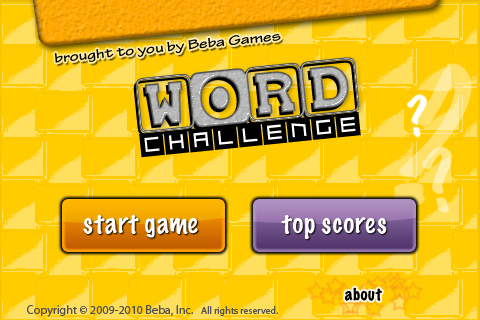 brought to you by Beba Games
WORD
CHALLENGE
?
?
start game
top scores
about
Copyright © 2009-2010 Beba, Inc. All rights reserved.